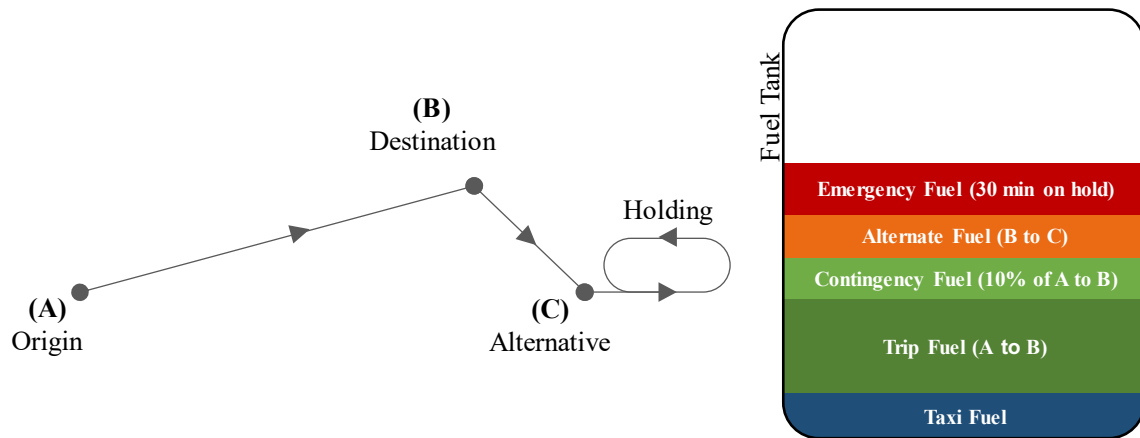 (A)
Origin
(B)
Destination
(C)
Alternative
Holding
Fuel Tank
Emergency Fuel (30 min on hold)
Alternate Fuel (B to C)
Contingency Fuel (10% of A to B)
Trip Fuel (A to B)
Taxi Fuel